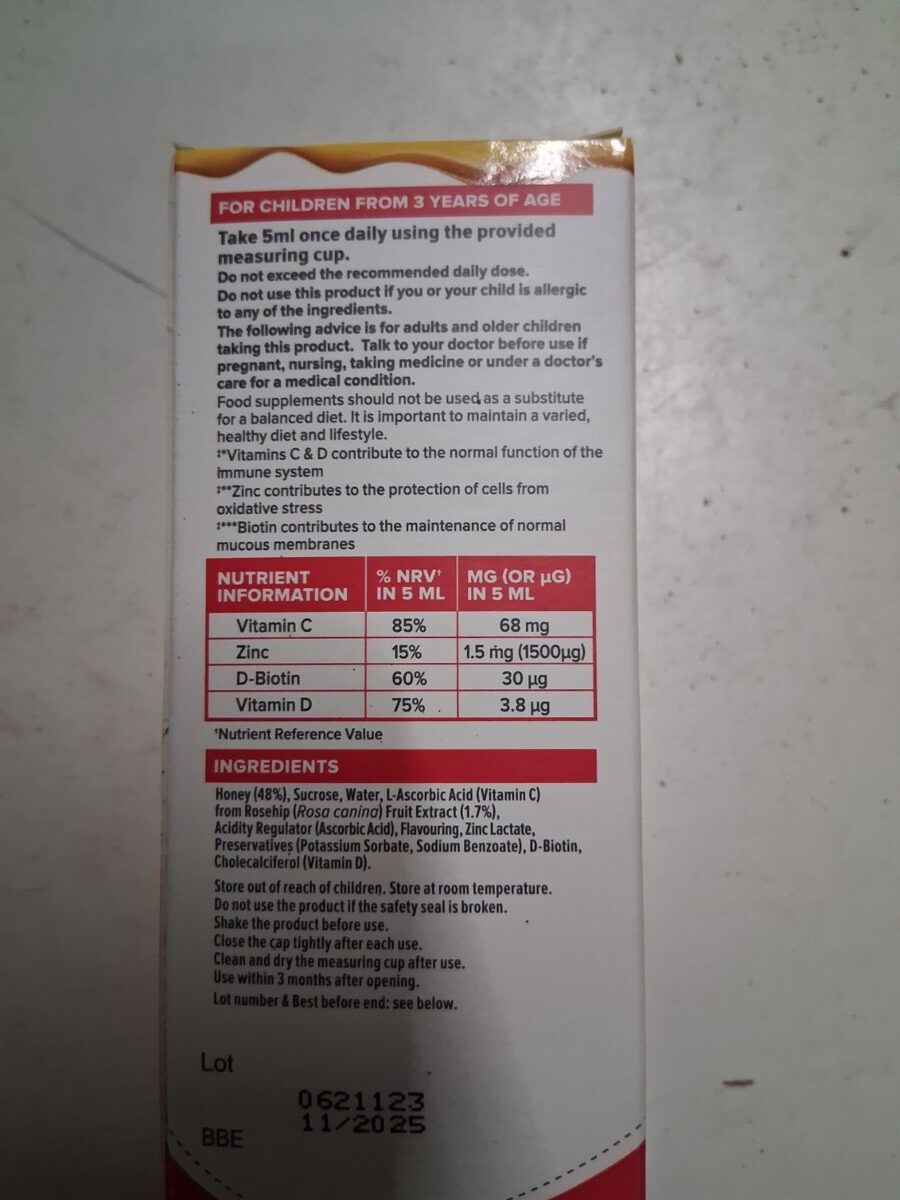 FOR CHILDREN FROM 3 YEARS OF AGE
Take 5ml once daily using the provided
measuring cup.
Do not exceed the recommended daily dose.
Do not use this product if you or your child is allergic
to any of the ingredients.
The following advice is for adults and older children
taking this product. Talk to your doctor before use if
pregnant, nursing, taking medicine or under a doctor's
care for a medical condition.
Food supplements should not be used as a substitute
for a balanced diet. It is important to maintain a varied,
healthy diet and lifestyle.
‡*Vitamins C & D contribute to the normal function of the
immune system
‡**Zinc contributes to the protection of cells from
oxidative stress
‡***Biotin contributes to the maintenance of normal
mucous membranes
NUTRIENT INFORMATION % NRV† IN 5 ML MG (OR µG) IN 5 ML
Vitamin C 85% 68 mg
Zinc 15% 1.5 mg (1500µg)
D-Biotin 60% 30 µg
Vitamin D 75% 3.8 µg
†Nutrient Reference Value
INGREDIENTS
Honey (48%), Sucrose, Water, L-Ascorbic Acid (Vitamin C)
from Rosehip (Rosa canina) Fruit Extract (1.7%),
Acidity Regulator (Ascorbic Acid), Flavouring, Zinc Lactate,
Preservatives (Potassium Sorbate, Sodium Benzoate), D-Biotin,
Cholecalciferol (Vitamin D).
Store out of reach of children. Store at room temperature.
Do not use the product if the safety seal is broken.
Shake the product before use.
Close the cap tightly after each use.
Clean and dry the measuring cup after use.
Use within 3 months after opening.
Lot number & Best before end: see below.
Lot 0621123
BBE 11/2025